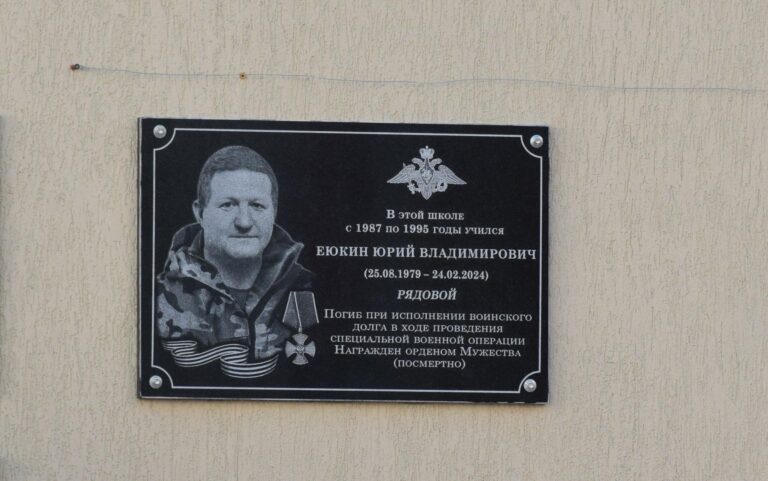 В этой школе
с 1987 по 1995 годы учился
ЕЮКИН ЮРИЙ ВЛАДИМИРОВИЧ
(25.08.1979 – 24.02.2024)
РЯДОВОЙ
Погиб при исполнении воинского
долга в ходе проведения
специальной военной операции
Награжден орденом Мужества
(посмертно)